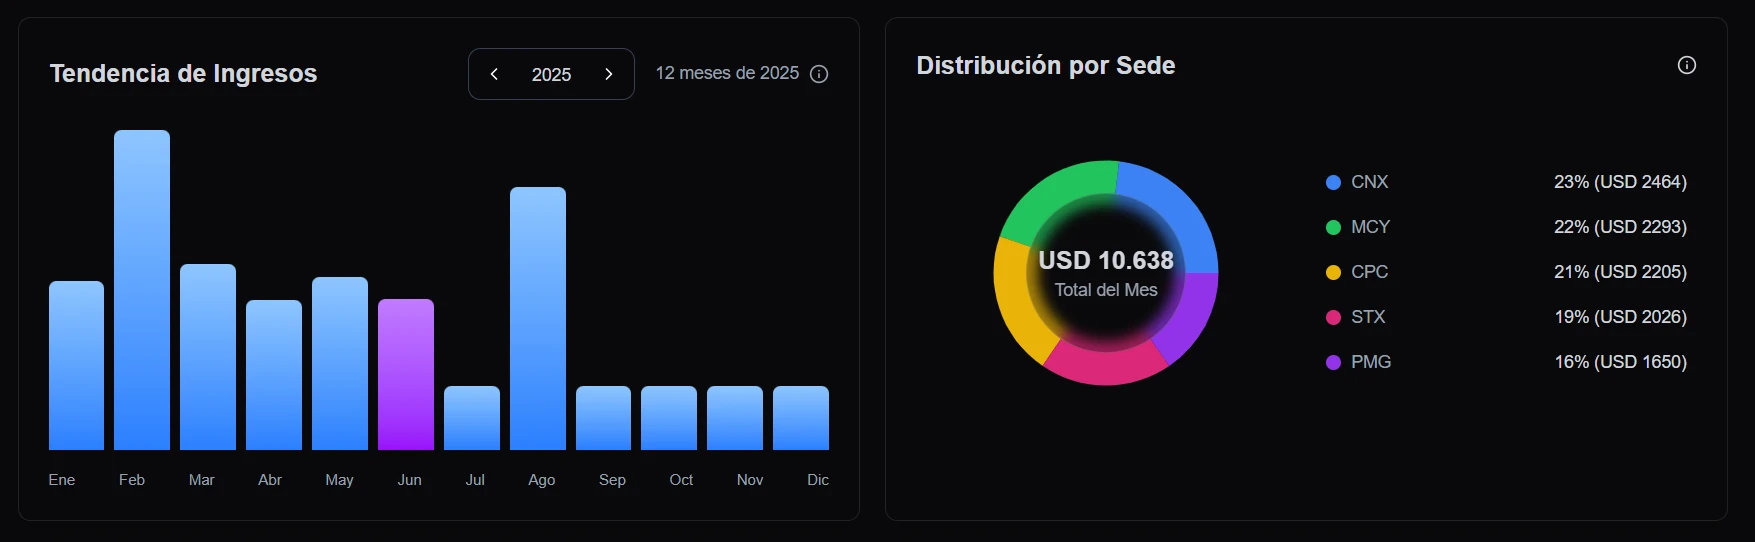 Tendencia de Ingresos
2025
12 meses de 2025
Ene Feb Mar Abr May Jun Jul Ago Sep Oct Nov Dic
Distribución por Sede
USD 10.638
Total del Mes
CNX 23% (USD 2464)
MCY 22% (USD 2293)
CPC 21% (USD 2205)
STX 19% (USD 2026)
PMG 16% (USD 1650)